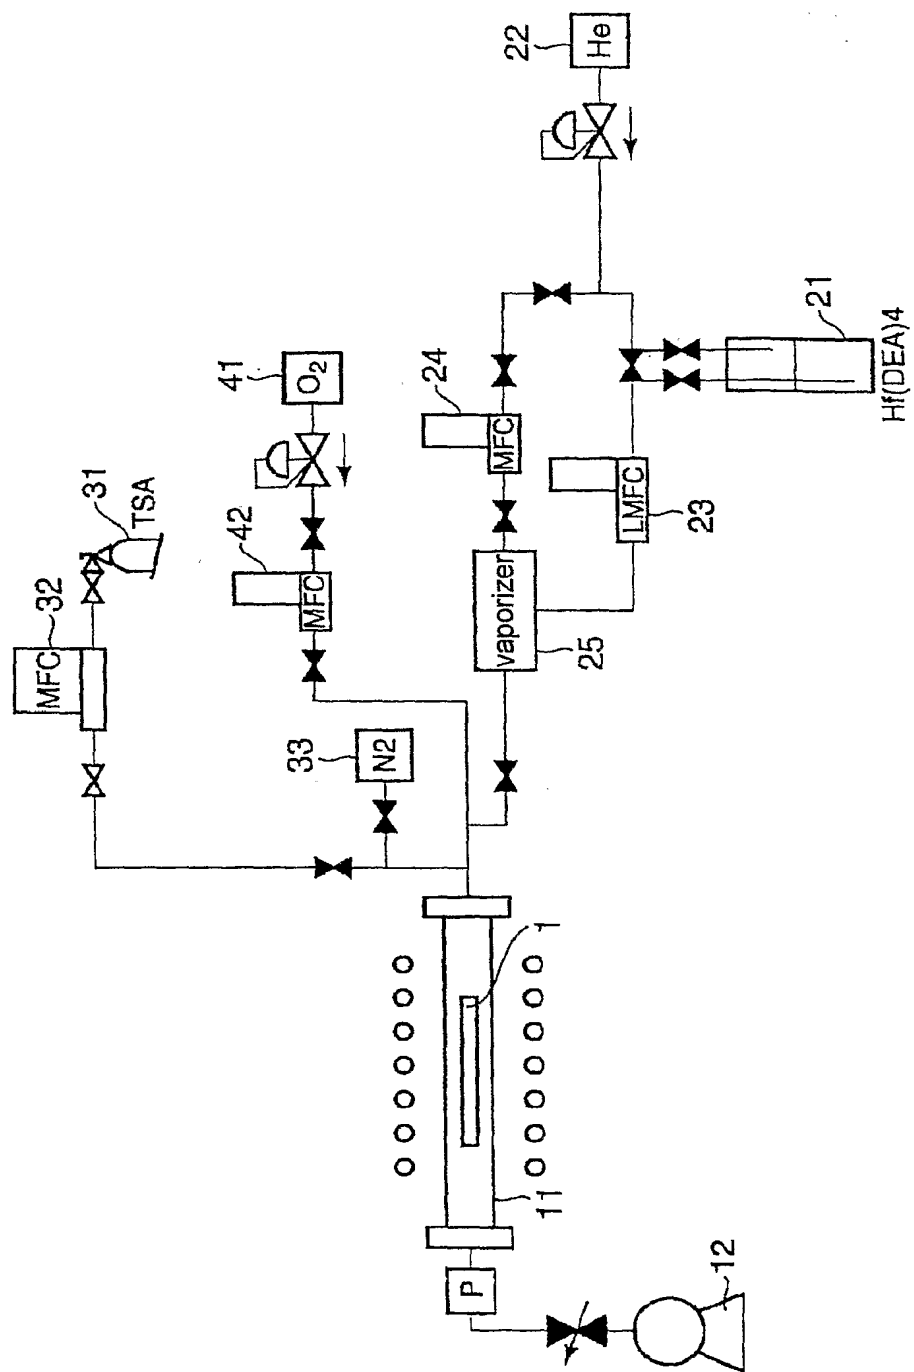 31
TSA
32
MFC
41
O2
42
MFC
33
N2
22
He
24
MFC
21
Hf(DEA)4
LMFC
23
vaporizer
25
1
11
P
12